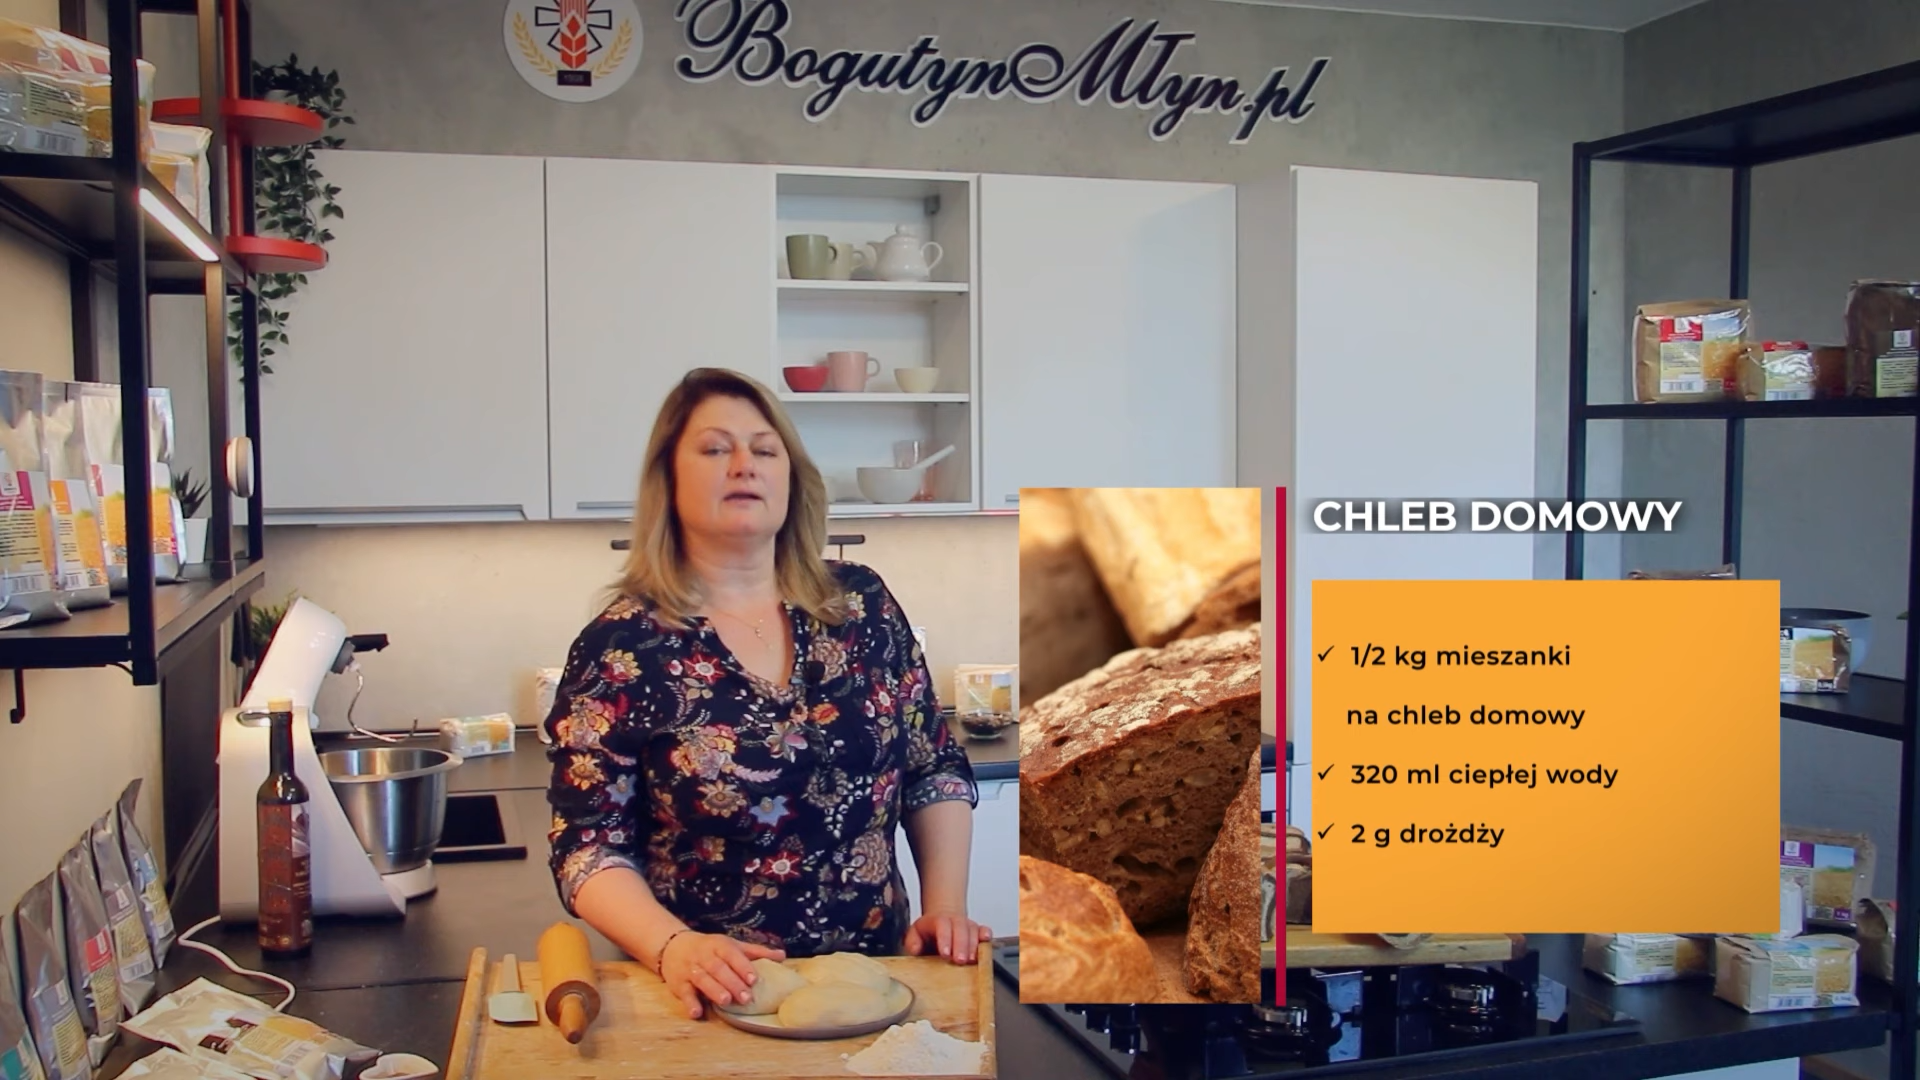 BogutynMłyn.pl
CHLEB DOMOWY
✓ 1/2 kg mieszanki
na chleb domowy
✓ 320 ml ciepłej wody
✓ 2 g drożdży